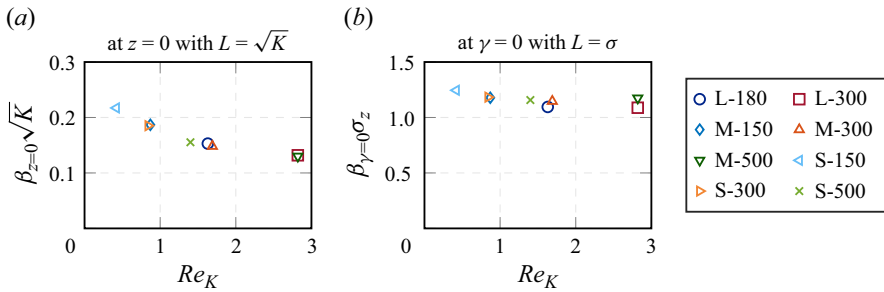 (a)
at z = 0 with L = √K
0.3
0.2
0.1
0
1
2
3
β_{z=0}√K
Re_K
(b)
at γ = 0 with L = σ
1.5
1.0
0.5
0
1
2
3
β_{γ=0}σ_z
Re_K
L-180 L-300
M-150 M-300
M-500 S-150
S-300 S-500